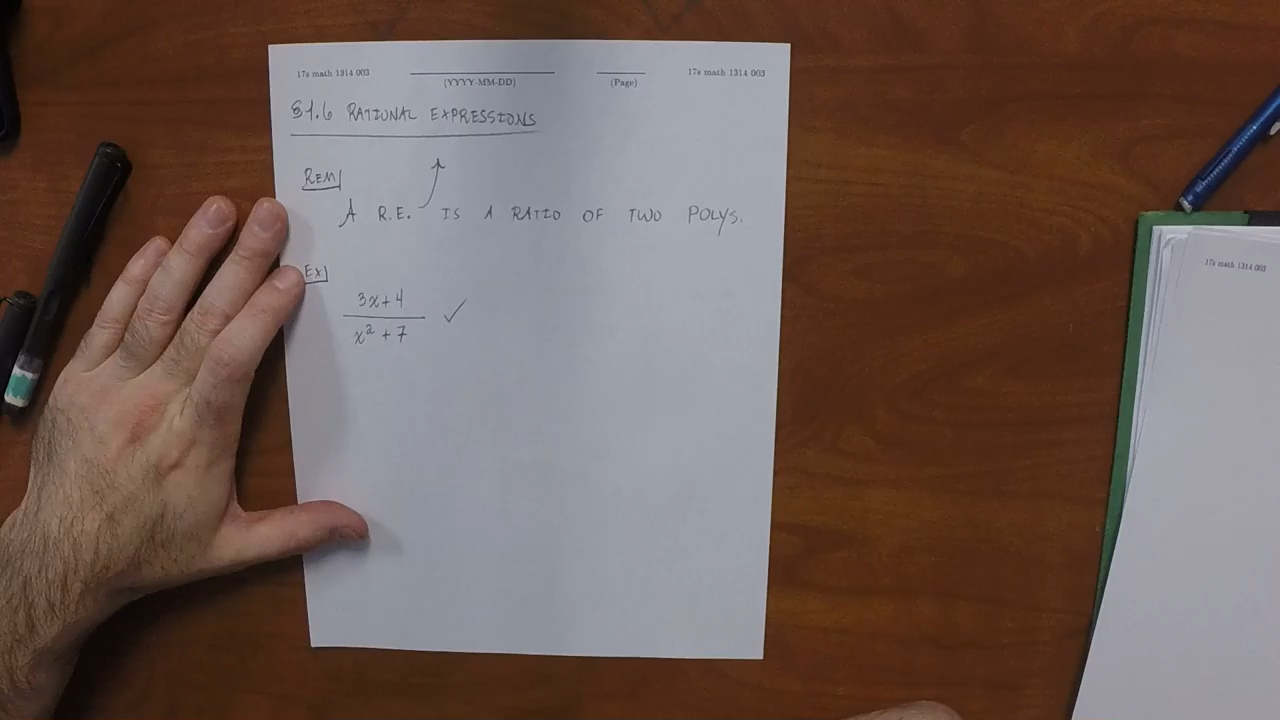 17s math 1314 003 (YYYY-MM-DD) (Page) 17s math 1314 003
§1.6 RATIONAL EXPRESSIONS
REM
A R.E. IS A RATIO OF TWO POLYS.
EX
3x+4
x² + 7 ✓
17s math 1314 003